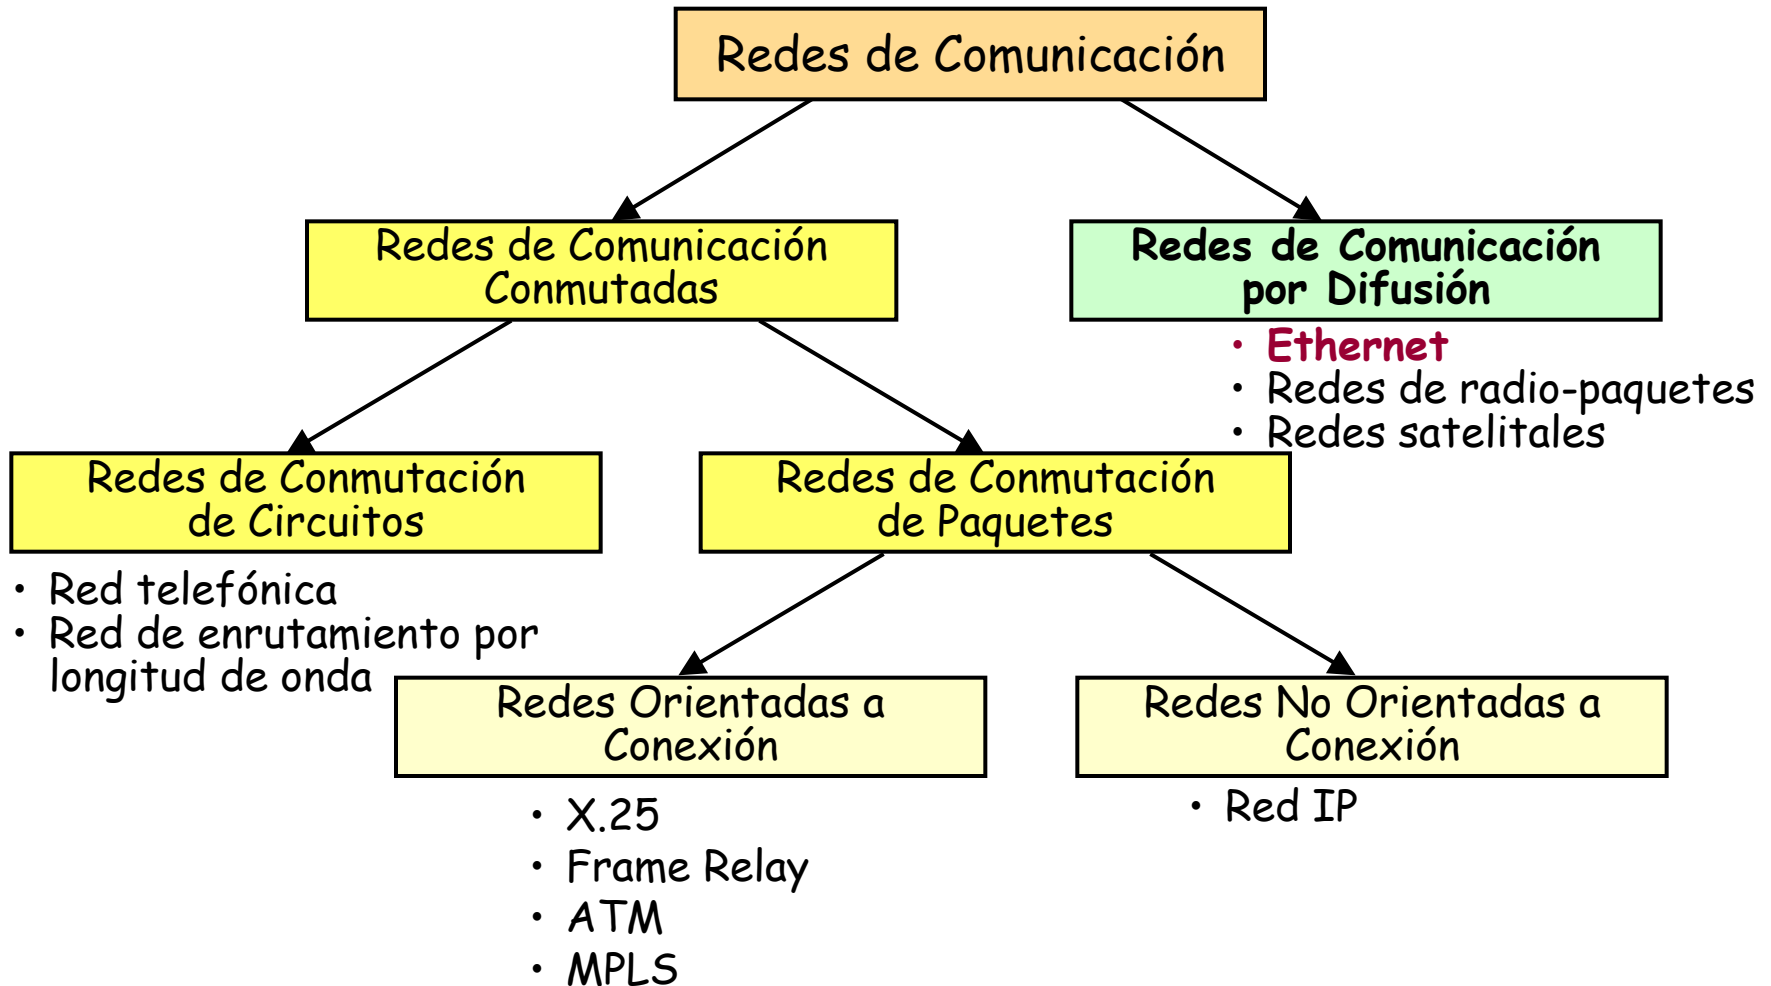 Redes de Comunicación
Redes de Comunicación
Conmutadas
Redes de Comunicación
por Difusión
• Ethernet
• Redes de radio-paquetes
• Redes satelitales
Redes de Conmutación
de Circuitos
• Red telefónica
• Red de enrutamiento por
longitud de onda
Redes de Conmutación
de Paquetes
Redes Orientadas a
Conexión
• X.25
• Frame Relay
• ATM
• MPLS
Redes No Orientadas a
Conexión
• Red IP